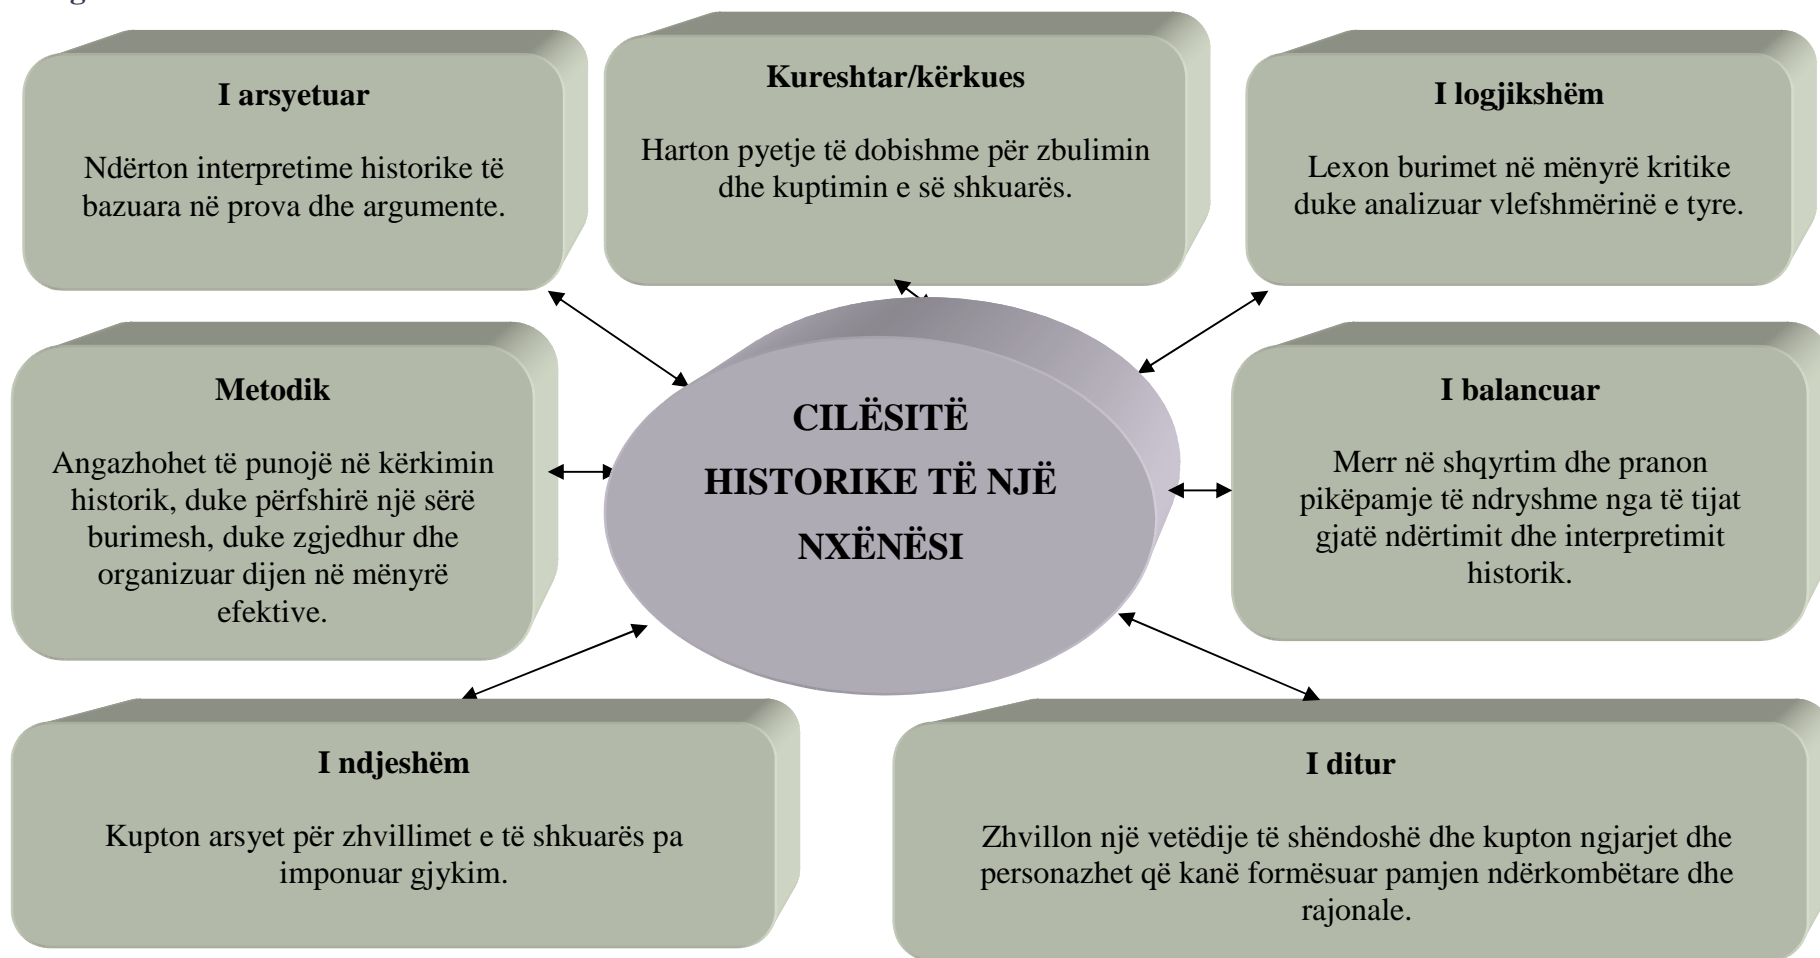 I arsyetuar
Ndërton interpretime historike të
bazuara në prova dhe argumente.
Kureshtar/kërkues
Harton pyetje të dobishme për zbulimin
dhe kuptimin e së shkuarës.
I logjikshëm
Lexon burimet në mënyrë kritike
duke analizuar vlefshmërinë e tyre.
Metodik
Angazhohet të punojë në kërkimin
historik, duke përfshirë një sërë
burimesh, duke zgjedhur dhe
organizuar dijen në mënyrë
efektive.
CILËSITË
HISTORIKE TË NJË
NXËNËSI
I balancuar
Merr në shqyrtim dhe pranon
pikëpamje të ndryshme nga të tijat
gjatë ndërtimit dhe interpretimit
historik.
I ndjeshëm
Kupton arsyet për zhvillimet e të shkuarës pa
imponuar gjykim.
I ditur
Zhvillon një vetëdije të shëndoshë dhe kupton ngjarjet dhe
personazhet që kanë formësuar pamjen ndërkombëtare dhe
rajonale.